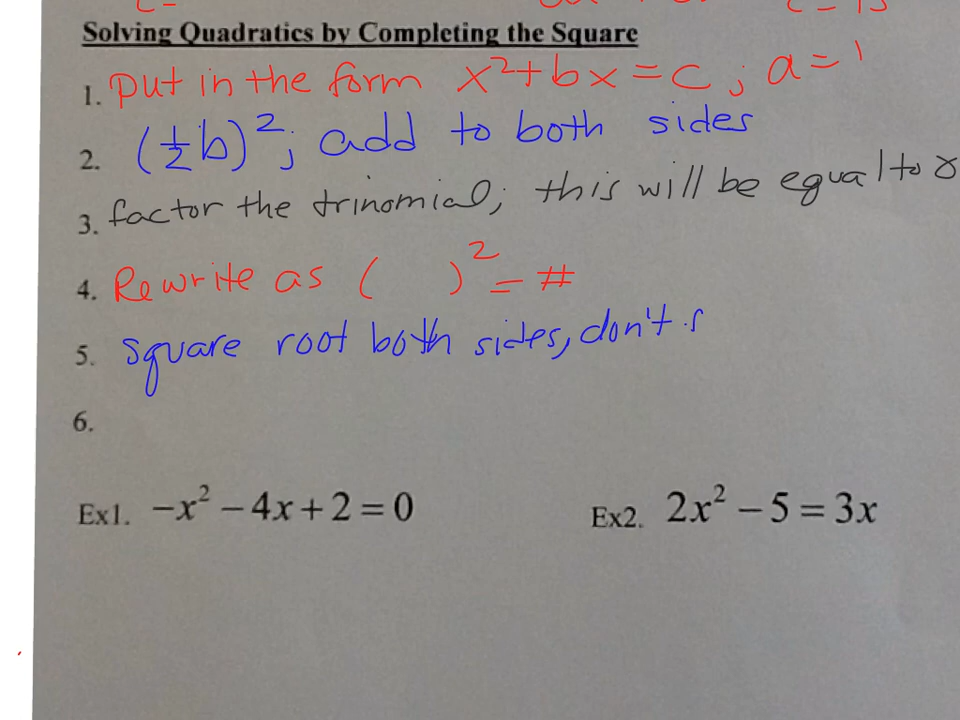 c=
c = 13
Solving Quadratics by Completing the Square
1. Put in the form x²+bx=c; a=1
2. (½b)²; add to both sides
3. factor the trinomial; this will be equal to
4. Rewrite as ( )² = #
5. square root both sides, don't
6.
Ex1. −x² − 4x + 2 = 0
Ex2. 2x² − 5 = 3x